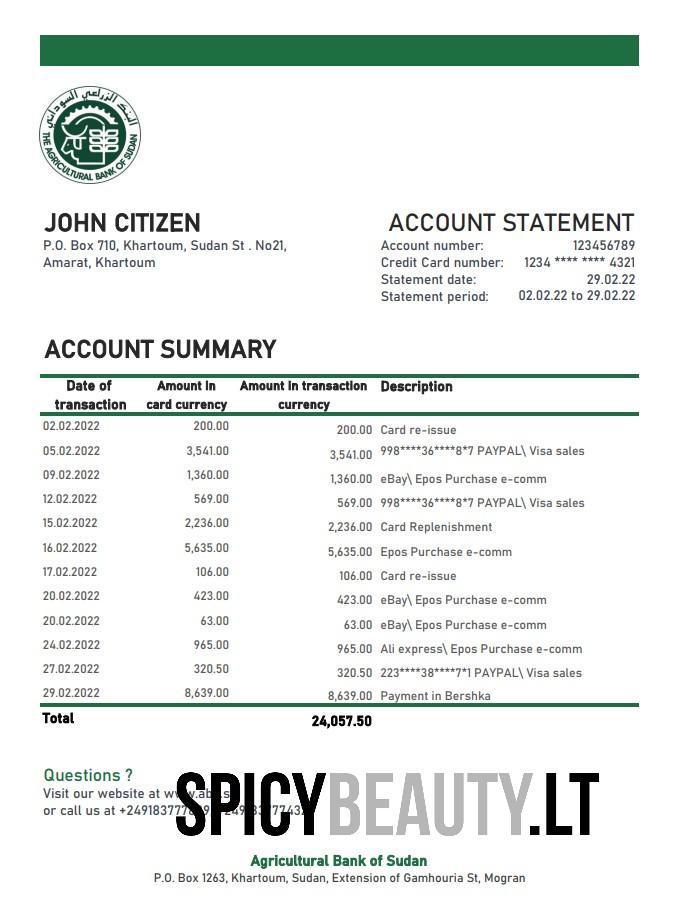 البنك الزراعي السوداني
THE AGRICULTURAL BANK OF SUDAN
JOHN CITIZEN
P.O. Box 710, Khartoum, Sudan St . No21,
Amarat, Khartoum
ACCOUNT STATEMENT
Account number: 123456789
Credit Card number: 1234 **** **** 4321
Statement date: 29.02.22
Statement period: 02.02.22 to 29.02.22
ACCOUNT SUMMARY
Date of transaction Amount in card currency Amount in transaction currency Description
02.02.2022 200.00 200.00 Card re-issue
05.02.2022 3,541.00 3,541.00 998****36****8*7 PAYPAL\ Visa sales
09.02.2022 1,360.00 1,360.00 eBay\ Epos Purchase e-comm
12.02.2022 569.00 569.00 998****36****8*7 PAYPAL\ Visa sales
15.02.2022 2,236.00 2,236.00 Card Replenishment
16.02.2022 5,635.00 5,635.00 Epos Purchase e-comm
17.02.2022 106.00 106.00 Card re-issue
20.02.2022 423.00 423.00 eBay\ Epos Purchase e-comm
20.02.2022 63.00 63.00 eBay\ Epos Purchase e-comm
24.02.2022 965.00 965.00 Ali express\ Epos Purchase e-comm
27.02.2022 320.50 320.50 223****38****7*1 PAYPAL\ Visa sales
29.02.2022 8,639.00 8,639.00 Payment in Bershka
Total 24,057.50
Questions ?
Visit our website at
or call us at
SPICYBEAUTY.LT
Agricultural Bank of Sudan
P.O. Box 1263, Khartoum, Sudan, Extension of Gamhouria St, Mogran